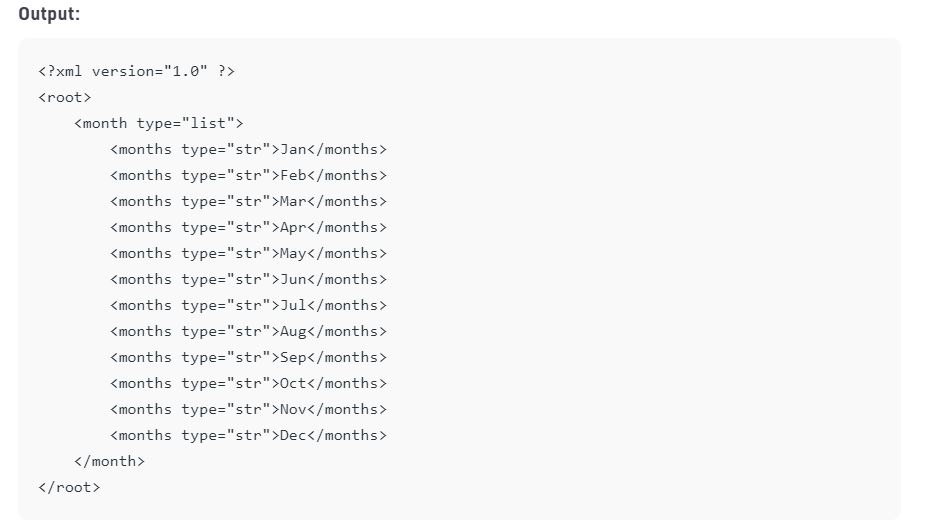 Output:
<?xml version="1.0" ?>
<root>
    <month type="list">
        <months type="str">Jan</months>
        <months type="str">Feb</months>
        <months type="str">Mar</months>
        <months type="str">Apr</months>
        <months type="str">May</months>
        <months type="str">Jun</months>
        <months type="str">Jul</months>
        <months type="str">Aug</months>
        <months type="str">Sep</months>
        <months type="str">Oct</months>
        <months type="str">Nov</months>
        <months type="str">Dec</months>
    </month>
</root>